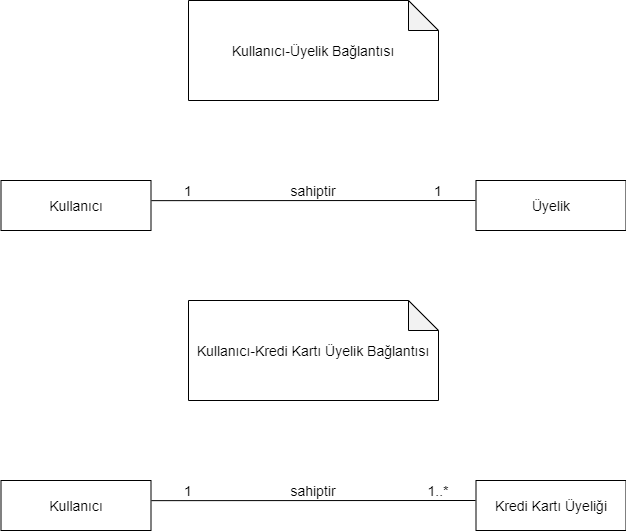 Kullanıcı-Üyelik Bağlantısı
Kullanıcı
1
sahiptir
1
Üyelik
Kullanıcı-Kredi Kartı Üyelik Bağlantısı
Kullanıcı
1
sahiptir
1..*
Kredi Kartı Üyeliği